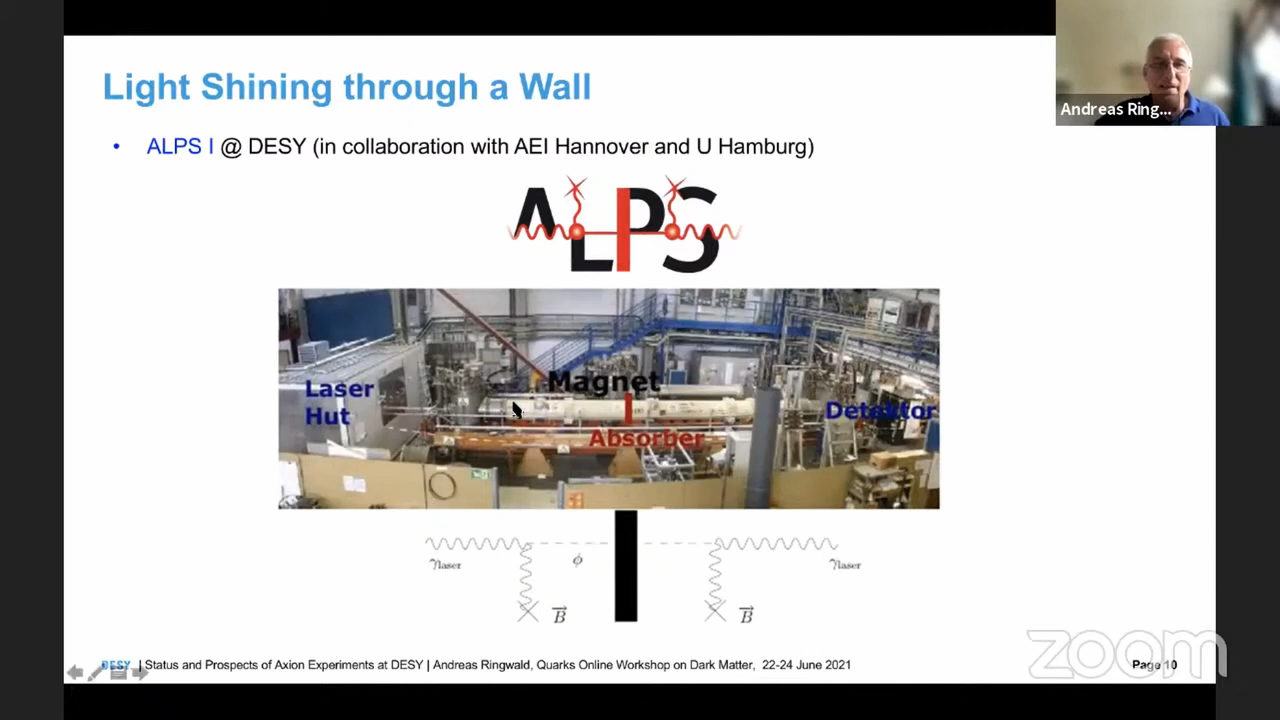 Light Shining through a Wall
Andreas Ring...
• ALPS I @ DESY (in collaboration with AEI Hannover and U Hamburg)
ALPS
Laser
Hut
Magnet
Absorber
Detektor
γlaser
ϕ
γlaser
B
B
DESY. | Status and Prospects of Axion Experiments at DESY | Andreas Ringwald, Quarks Online Workshop on Dark Matter, 22-24 June 2021
Page 10
zoom